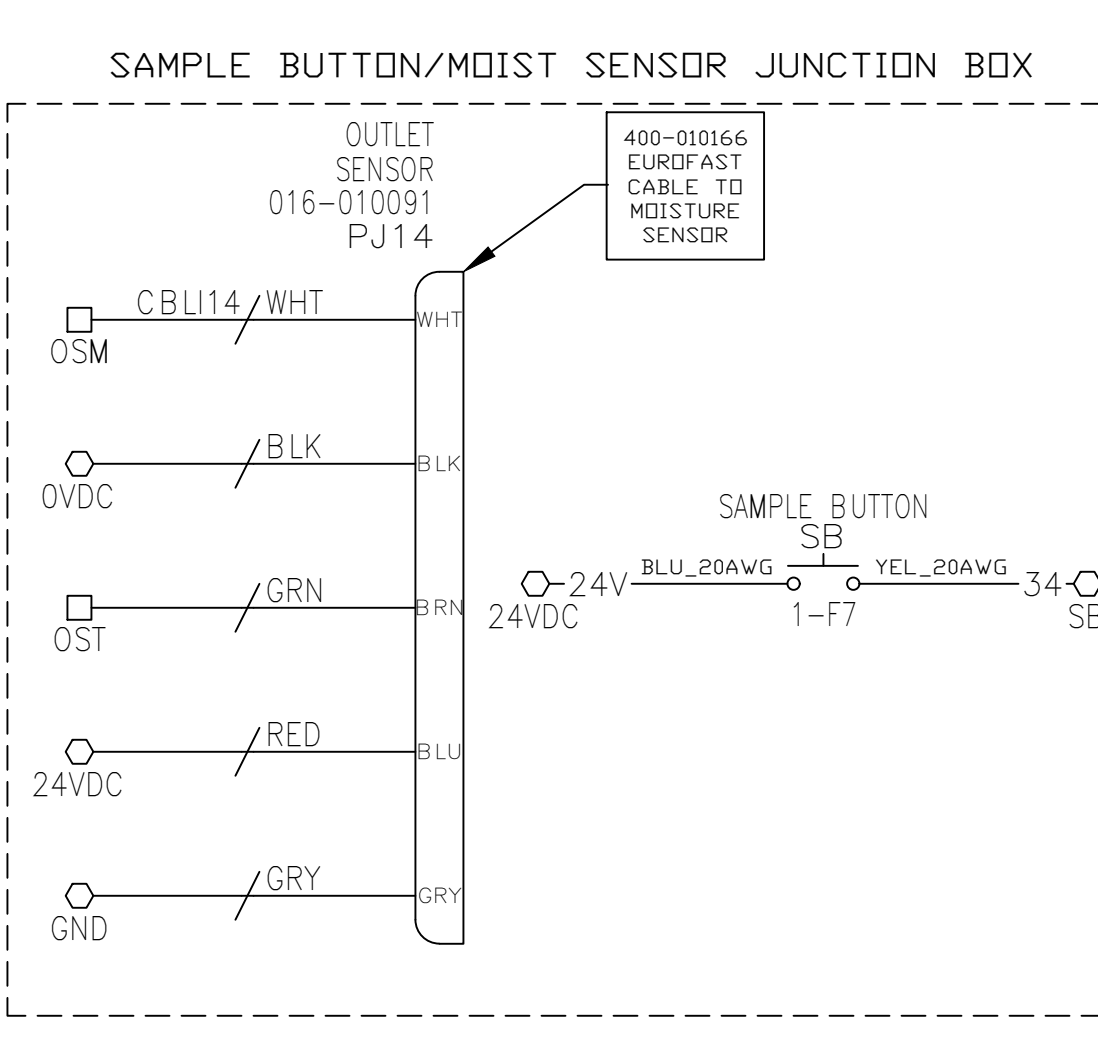 SAMPLE BUTTON/MOIST SENSOR JUNCTION BOX
OUTLET
SENSOR
016-010091
PJ14
400-010166
EUROFAST
CABLE TO
MOISTURE
SENSOR
CBLI14 WHT WHT
OSM
BLK BLK
0VDC
GRN BRN
OST
RED BLU
24VDC
GRY GRY
GND
SAMPLE BUTTON
SB
24V BLU_20AWG YEL_20AWG 34
24VDC 1-F7 SB